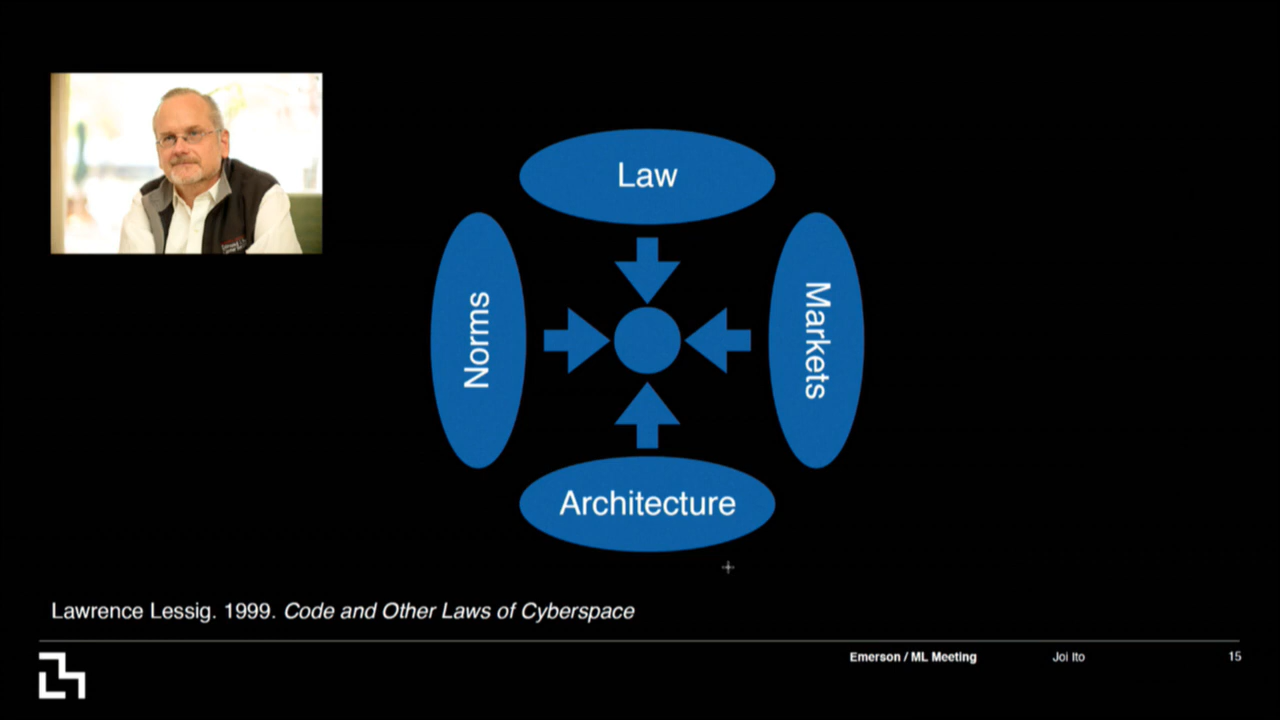 Law
Norms
Markets
Architecture
Lawrence Lessig. 1999. Code and Other Laws of Cyberspace
Emerson / ML Meeting Joi Ito 15